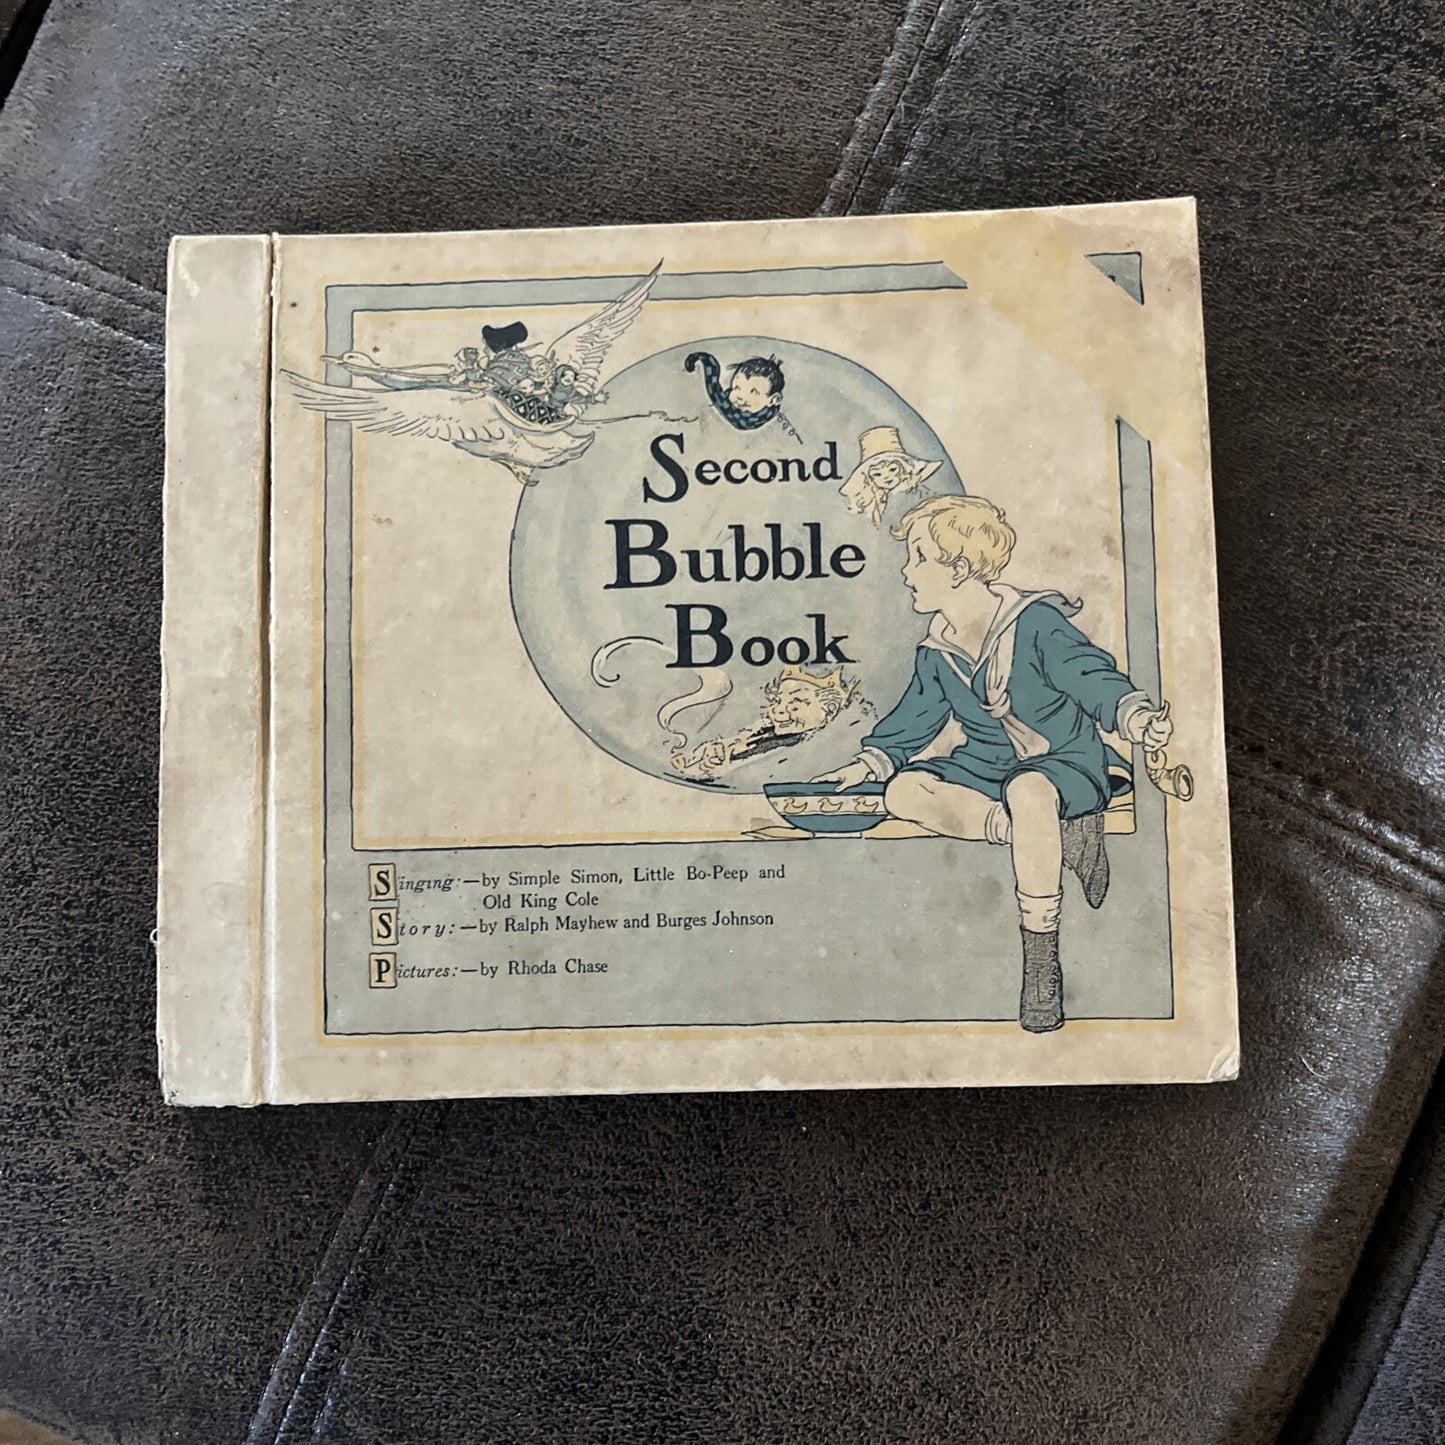 Second
Bubble
Book
Singing:—by Simple Simon, Little Bo-Peep and
Old King Cole
Story:—by Ralph Mayhew and Burges Johnson
Pictures:—by Rhoda Chase